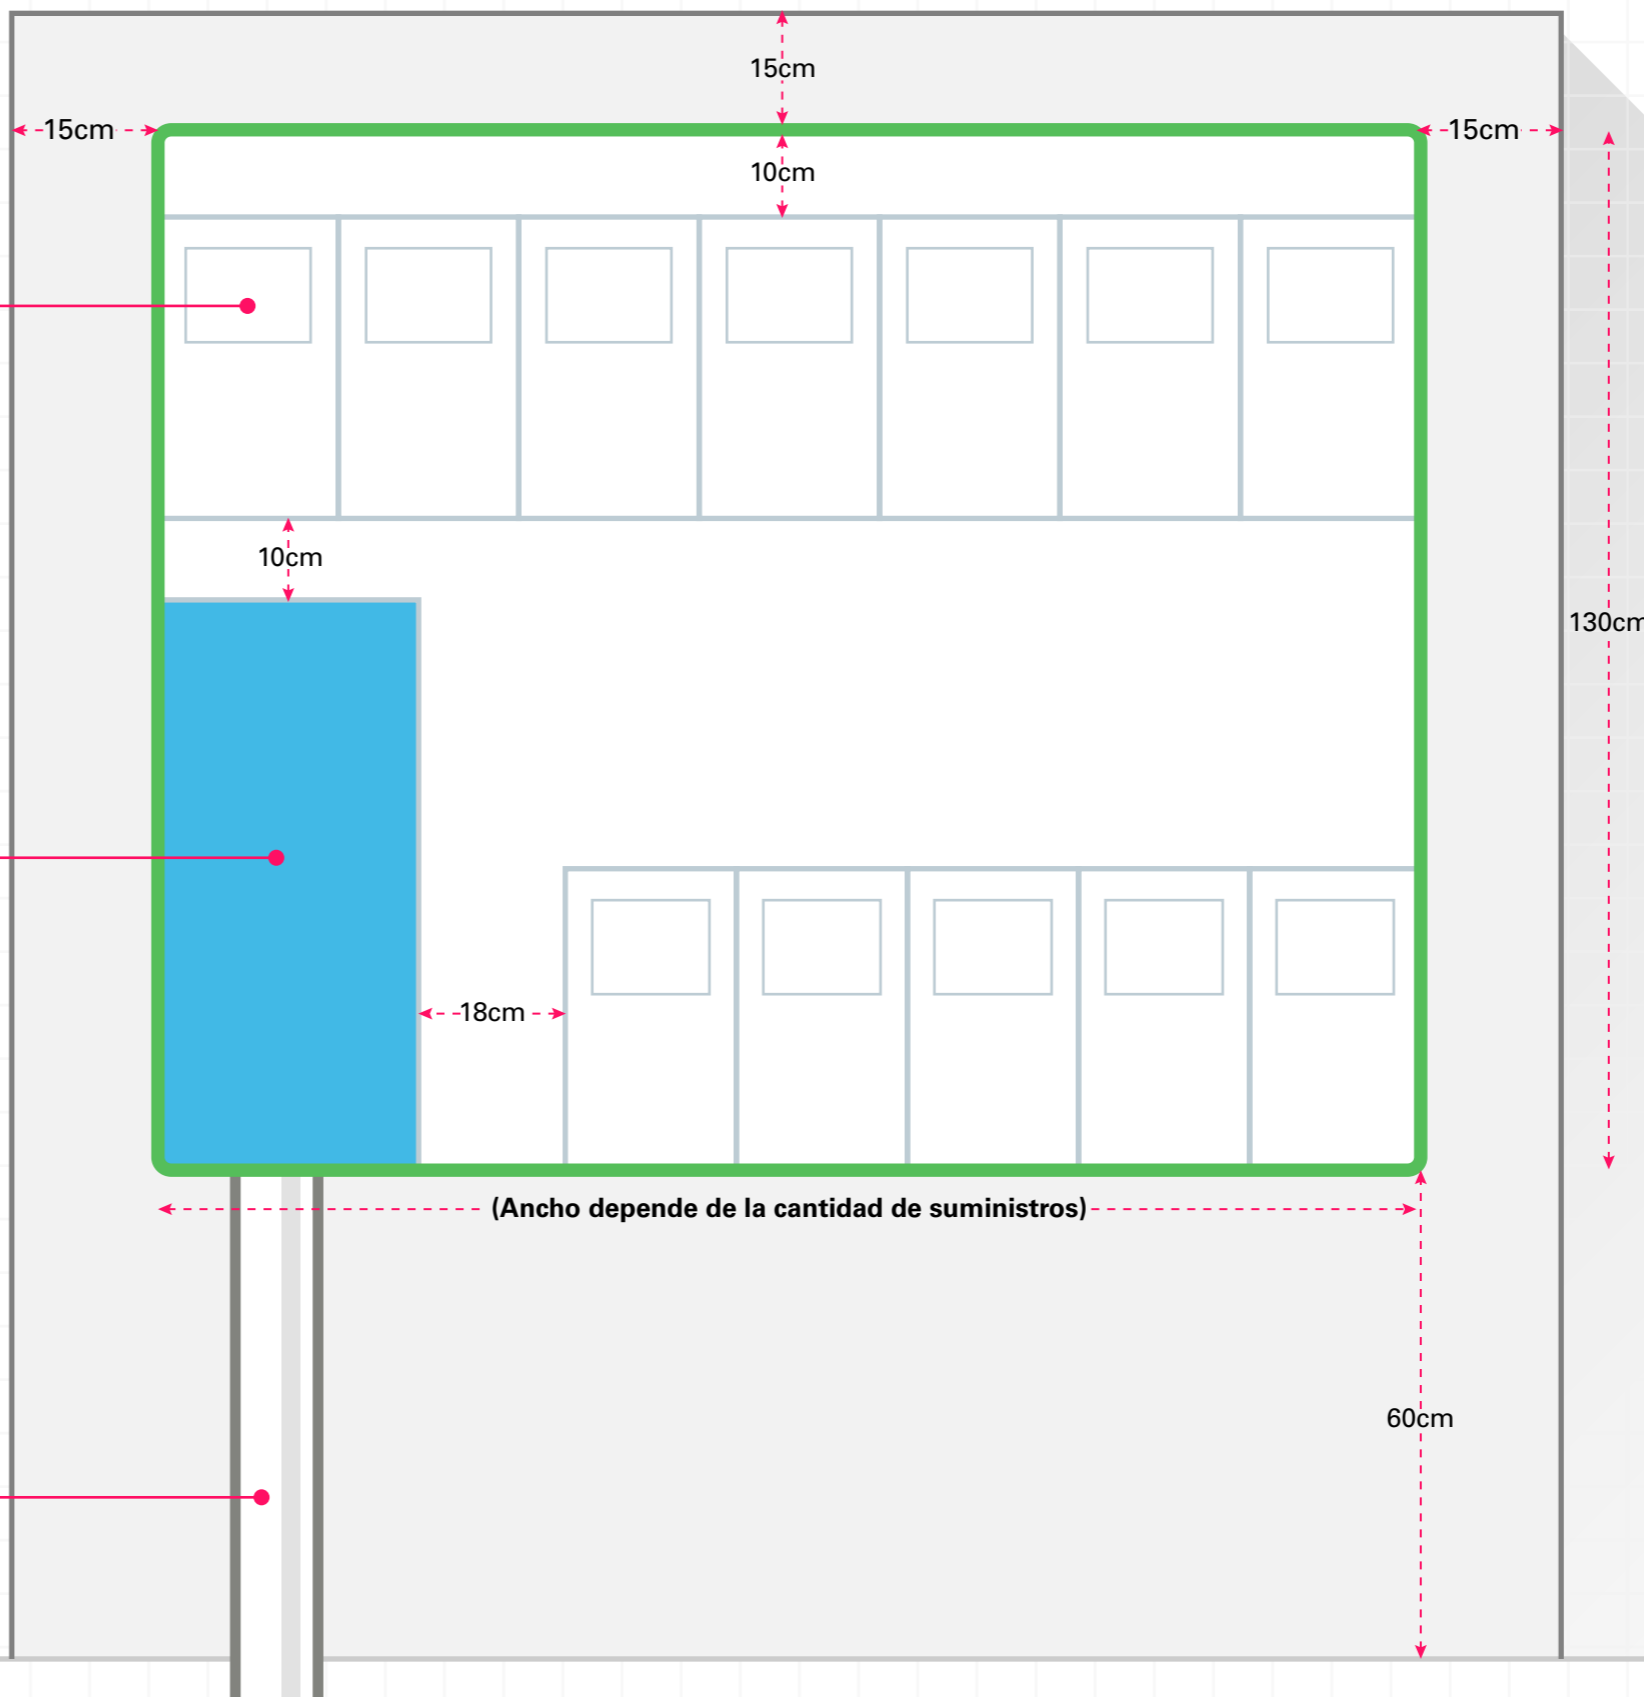 15cm
15cm
15cm
10cm
10cm
130cm
18cm
(Ancho depende de la cantidad de suministros)
60cm